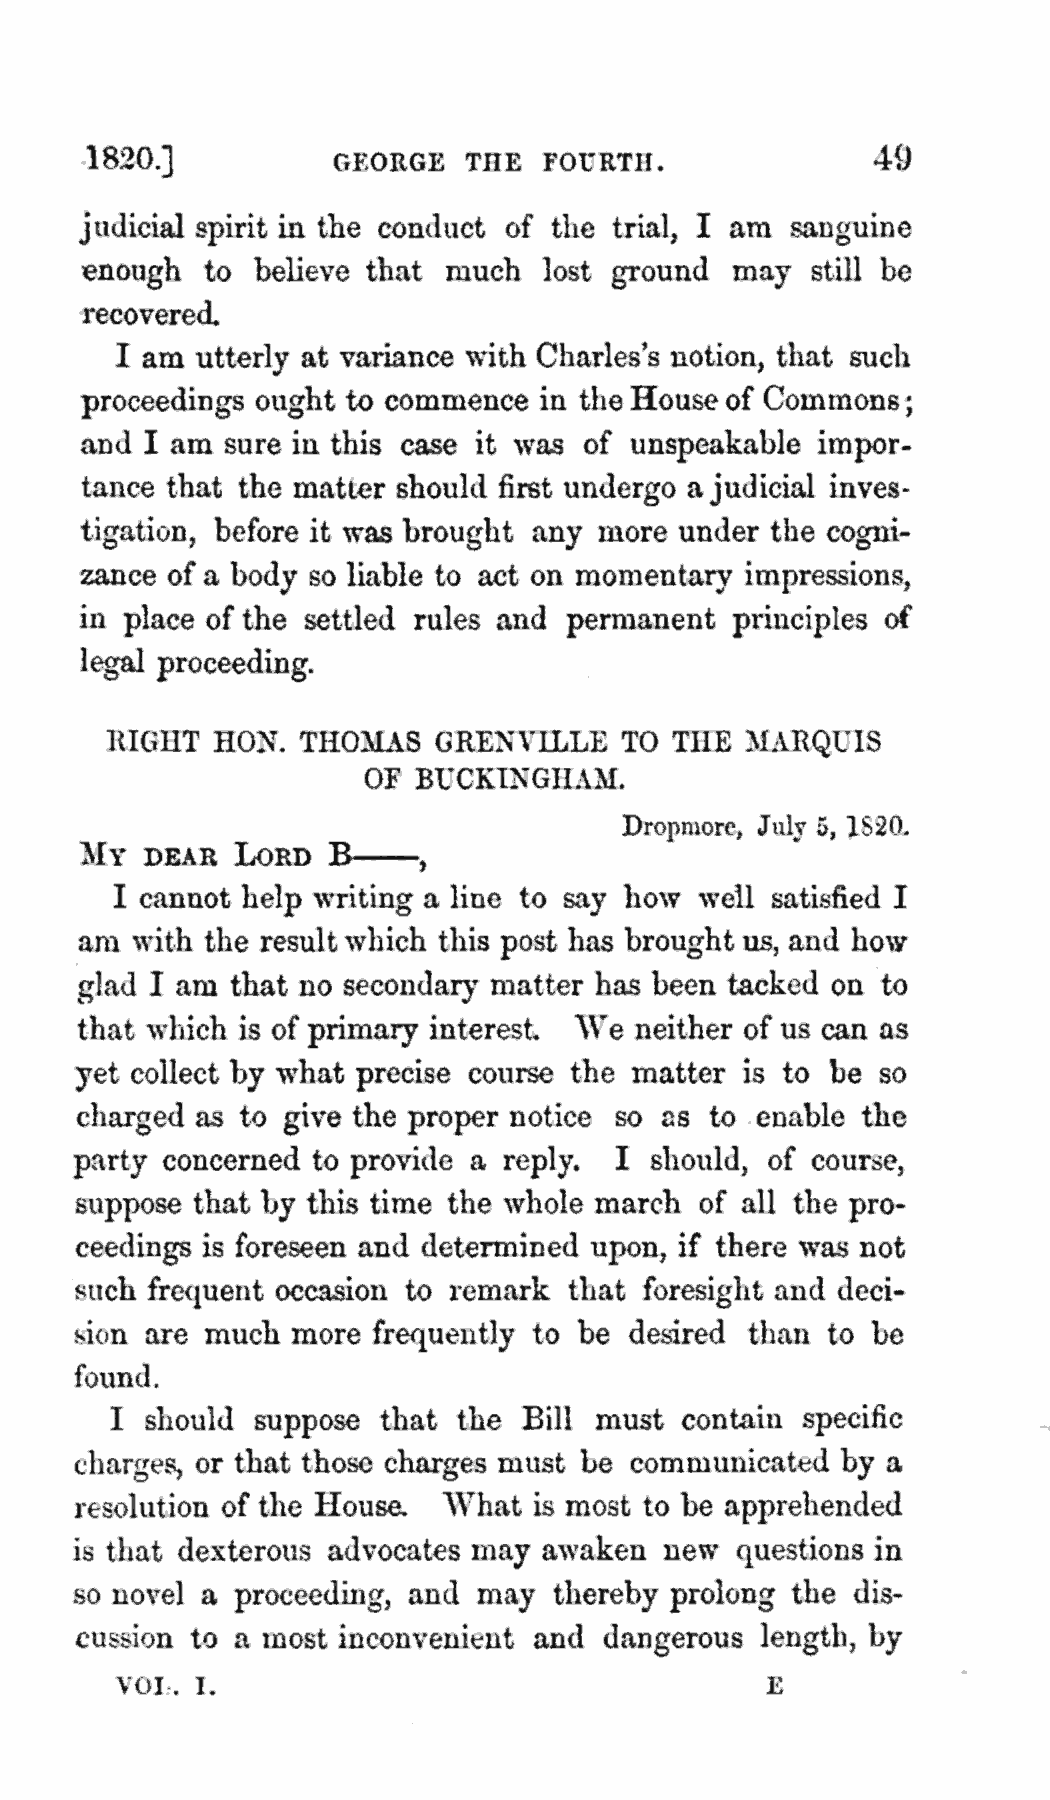 1820.] GEORGE THE FOURTH. 49
judicial spirit in the conduct of the trial, I am sanguine
enough to believe that much lost ground may still be
recovered.
I am utterly at variance with Charles's notion, that such
proceedings ought to commence in the House of Commons;
and I am sure in this case it was of unspeakable impor-
tance that the matter should first undergo a judicial inves-
tigation, before it was brought any more under the cogni-
zance of a body so liable to act on momentary impressions,
in place of the settled rules and permanent principles of
legal proceeding.
RIGHT HON. THOMAS GRENVILLE TO THE MARQUIS
OF BUCKINGHAM.
Dropmore, July 5, 1820.
MY DEAR LORD B——,
I cannot help writing a line to say how well satisfied I
am with the result which this post has brought us, and how
glad I am that no secondary matter has been tacked on to
that which is of primary interest. We neither of us can as
yet collect by what precise course the matter is to be so
charged as to give the proper notice so as to enable the
party concerned to provide a reply. I should, of course,
suppose that by this time the whole march of all the pro-
ceedings is foreseen and determined upon, if there was not
such frequent occasion to remark that foresight and deci-
sion are much more frequently to be desired than to be
found.
I should suppose that the Bill must contain specific
charges, or that those charges must be communicated by a
resolution of the House. What is most to be apprehended
is that dexterous advocates may awaken new questions in
so novel a proceeding, and may thereby prolong the dis-
cussion to a most inconvenient and dangerous length, by
VOL. I. E